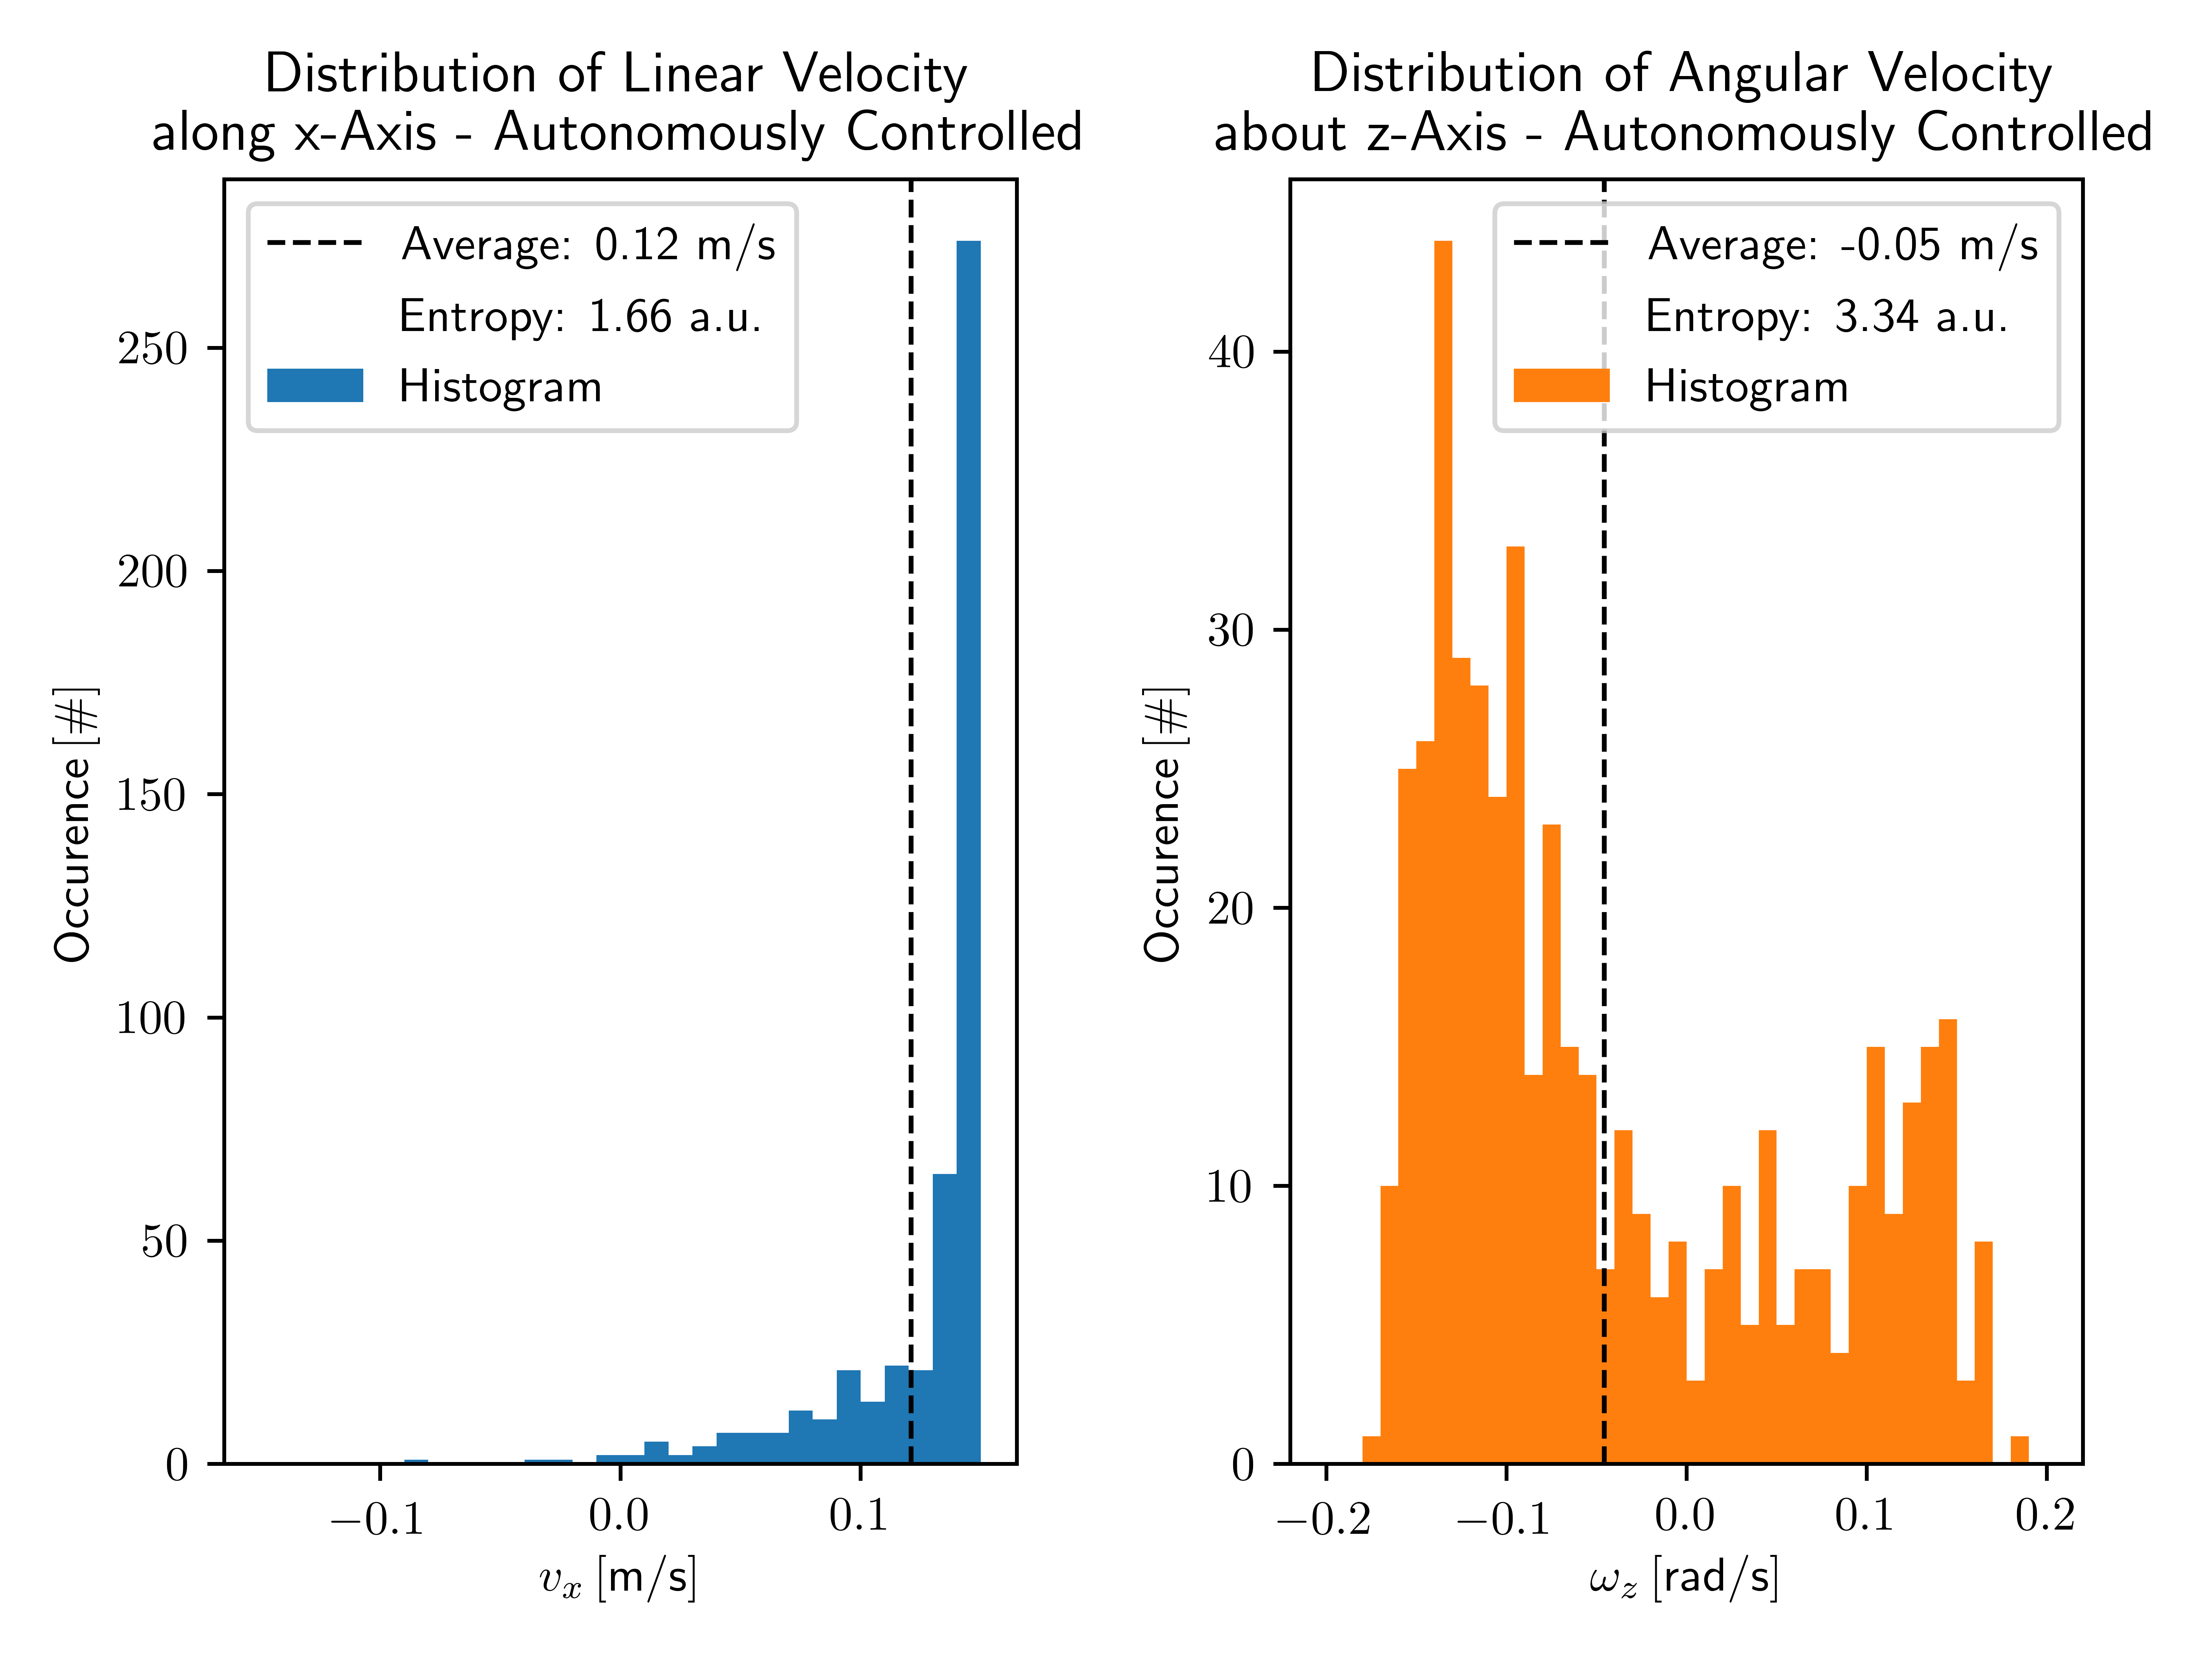 Distribution of Linear Velocity
along x-Axis - Autonomously Controlled
Average: 0.12 m/s
Entropy: 1.66 a.u.
Histogram
Occurence [#]
250
200
150
100
50
0
−0.1
0.0
0.1
v_x [m/s]
Distribution of Angular Velocity
about z-Axis - Autonomously Controlled
Average: -0.05 m/s
Entropy: 3.34 a.u.
Histogram
Occurence [#]
40
30
20
10
0
−0.2
−0.1
0.0
0.1
0.2
ω_z [rad/s]